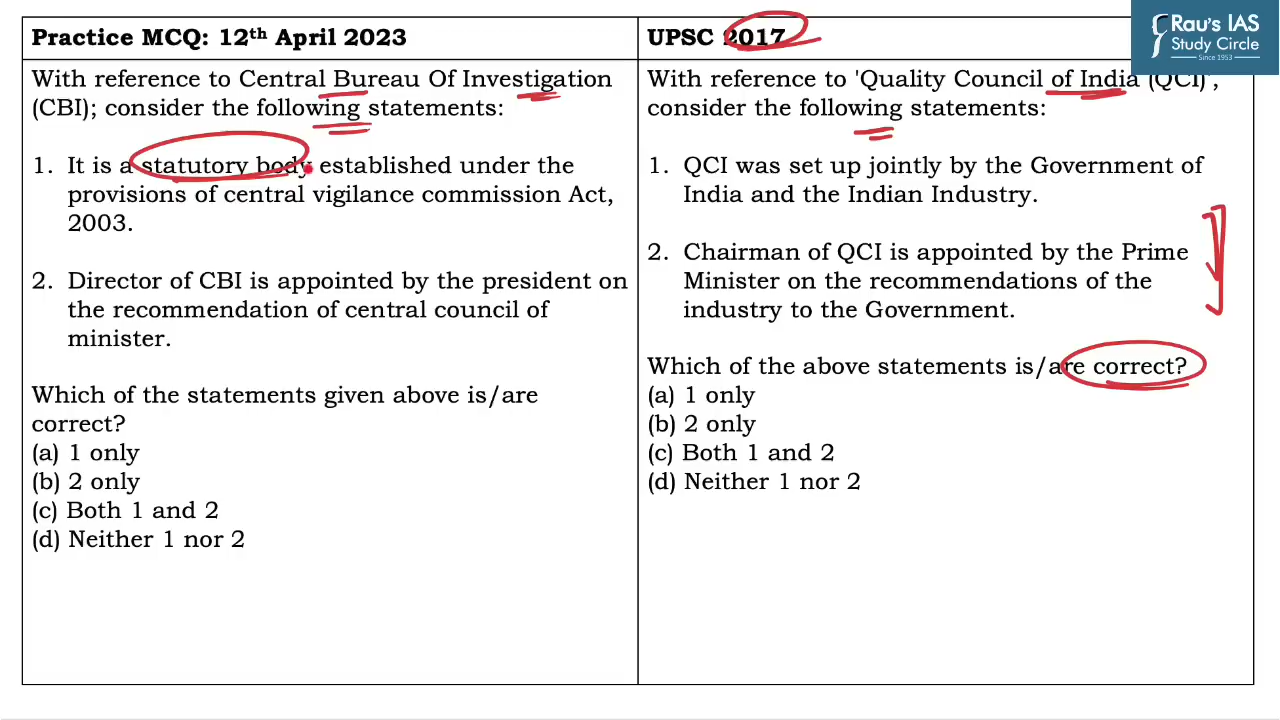 Practice MCQ: 12th April 2023
With reference to Central Bureau Of Investigation
(CBI); consider the following statements:
1. It is a statutory body established under the
provisions of central vigilance commission Act,
2003.
2. Director of CBI is appointed by the president on
the recommendation of central council of
minister.
Which of the statements given above is/are
correct?
(a) 1 only
(b) 2 only
(c) Both 1 and 2
(d) Neither 1 nor 2
UPSC 2017
With reference to 'Quality Council of India (QCI)',
consider the following statements:
1. QCI was set up jointly by the Government of
India and the Indian Industry.
2. Chairman of QCI is appointed by the Prime
Minister on the recommendations of the
industry to the Government.
Which of the above statements is/are correct?
(a) 1 only
(b) 2 only
(c) Both 1 and 2
(d) Neither 1 nor 2
Rau's IAS
Study Circle
Since 1953